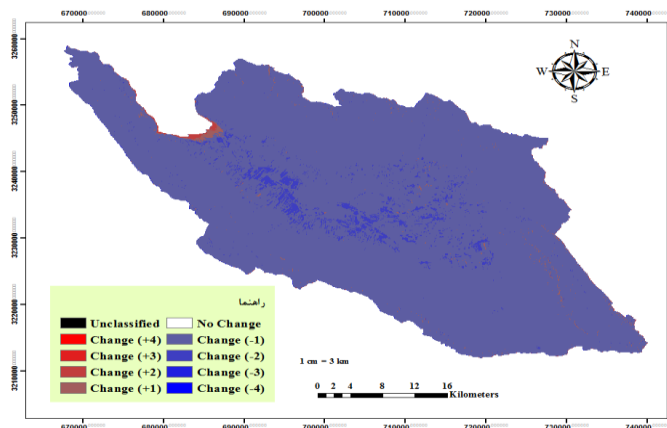 670000 680000 690000 700000 710000 720000 730000 740000
3260000
3250000
3240000
3230000
3220000
3210000
N
W E
S
راهنما
Unclassified No Change
Change (+4) Change (-1)
Change (+3) Change (-2)
Change (+2) Change (-3)
Change (+1) Change (-4)
1 cm = 3 km
0 2 4 8 12 16
Kilometers
670000 680000 690000 700000 710000 720000 730000 740000